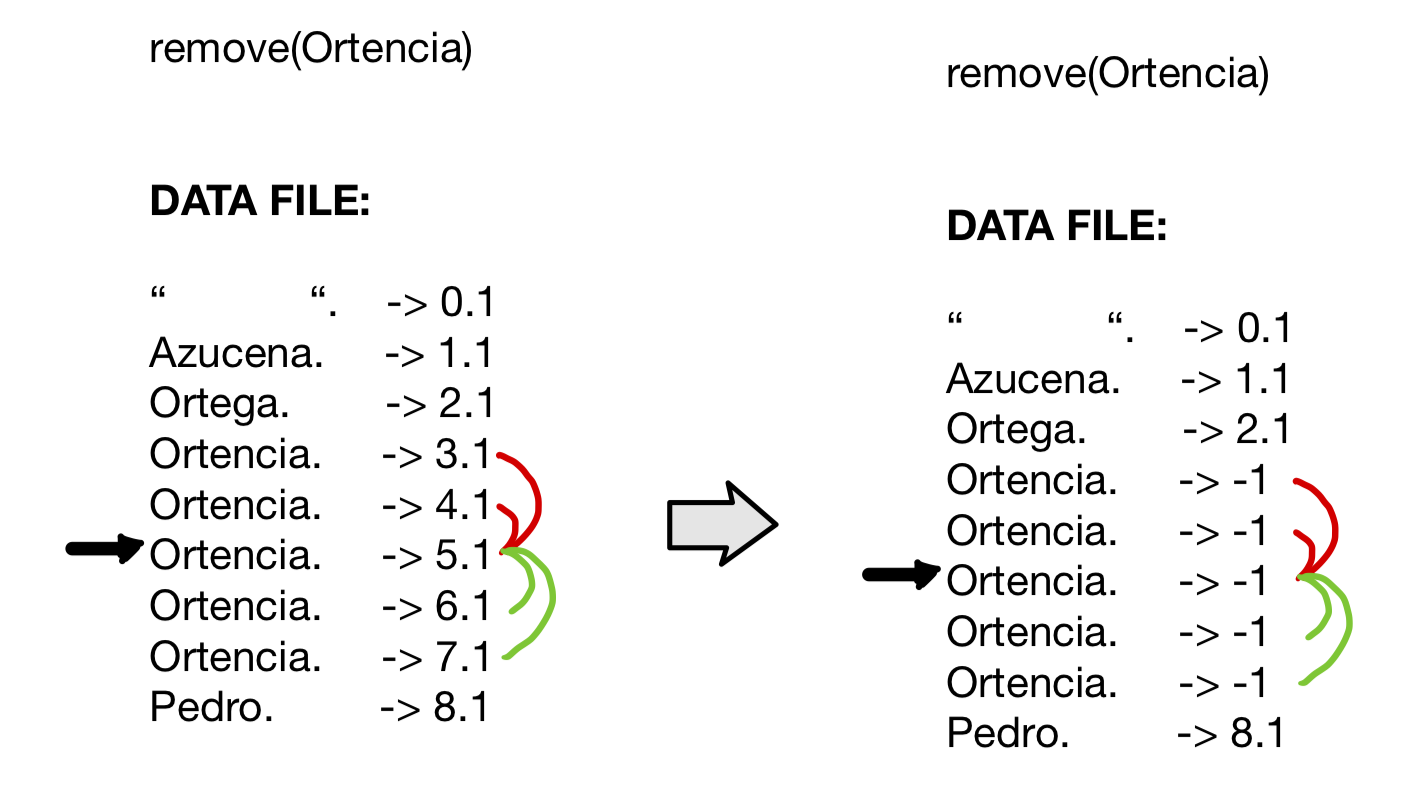 remove(Ortencia)
DATA FILE:
“ “. -> 0.1
Azucena. -> 1.1
Ortega. -> 2.1
Ortencia. -> 3.1
Ortencia. -> 4.1
Ortencia. -> 5.1
Ortencia. -> 6.1
Ortencia. -> 7.1
Pedro. -> 8.1
remove(Ortencia)
DATA FILE:
“ “. -> 0.1
Azucena. -> 1.1
Ortega. -> 2.1
Ortencia. -> -1
Ortencia. -> -1
Ortencia. -> -1
Ortencia. -> -1
Ortencia. -> -1
Pedro. -> 8.1